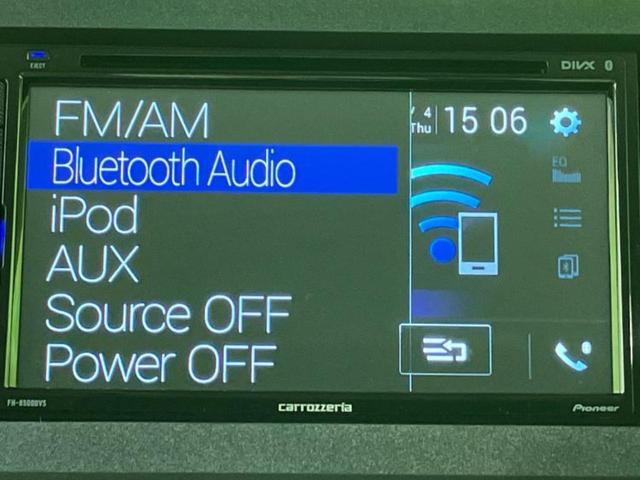 EJECT
DIVX
FM/AM
4
Thu
15 06
Bluetooth Audio
EQ
iPod
AUX
Source OFF
Power OFF
FH-8500DVS
carrozzeria
Pioneer